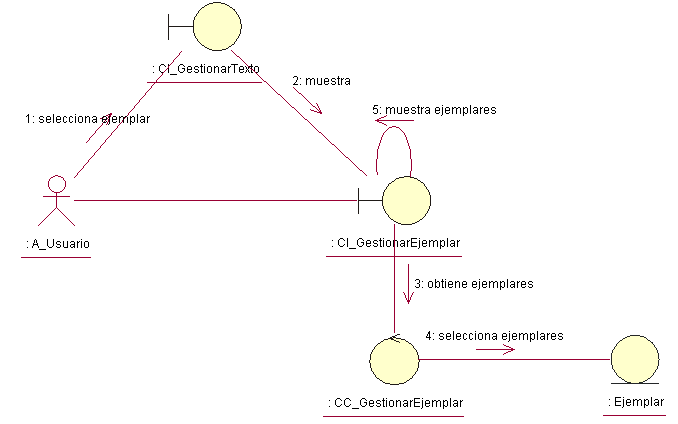 : CI_GestionarTexto
2: muestra
5: muestra ejemplares
1: selecciona ejemplar
: A_Usuario
: CI_GestionarEjemplar
3: obtiene ejemplares
4: selecciona ejemplares
: CC_GestionarEjemplar
: Ejemplar